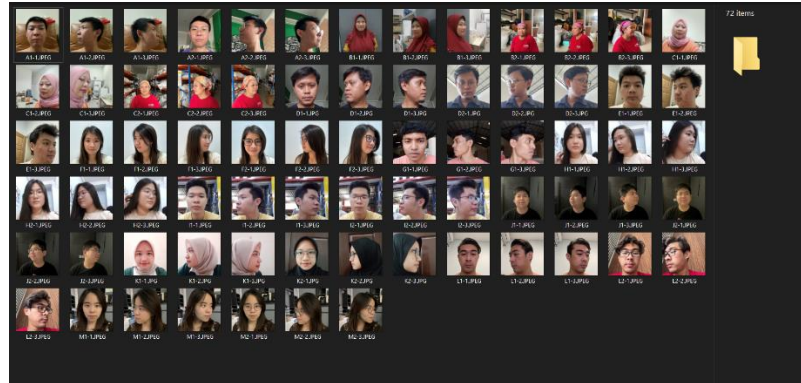 72 items
A1-1.JPEG A1-2.JPEG A1-3.JPEG A2-1.JPEG A2-2.JPEG A2-3.JPEG B1-1.JPEG B1-2.JPEG B1-3.JPEG B2-1.JPEG B2-2.JPEG B2-3.JPEG C1-1.JPEG
C1-2.JPEG C1-3.JPEG C2-1.JPEG C2-2.JPEG C2-3.JPEG D1-1.JPEG D1-2.JPEG D1-3.JPEG D2-1.JPEG D2-2.JPEG D2-3.JPEG E1-1.JPEG E1-2.JPEG
E1-3.JPEG F1-1.JPEG F1-2.JPEG F1-3.JPEG F2-1.JPEG F2-2.JPEG F2-3.JPEG G1-1.JPEG G1-2.JPEG G1-3.JPEG H1-1.JPEG H1-2.JPEG H1-3.JPEG
H2-1.JPEG H2-2.JPEG H2-3.JPEG I1-1.JPEG I1-2.JPEG I1-3.JPEG I2-1.JPEG I2-2.JPEG I2-3.JPEG J1-1.JPEG J1-2.JPEG J1-3.JPEG J2-1.JPEG
J2-2.JPEG J2-3.JPEG K1-1.JPEG K1-2.JPEG K1-3.JPEG K2-1.JPEG K2-2.JPEG K2-3.JPEG L1-1.JPEG L1-2.JPEG L1-3.JPEG L2-1.JPEG L2-2.JPEG
L2-3.JPEG M1-1.JPEG M1-2.JPEG M1-3.JPEG M2-1.JPEG M2-2.JPEG M2-3.JPEG